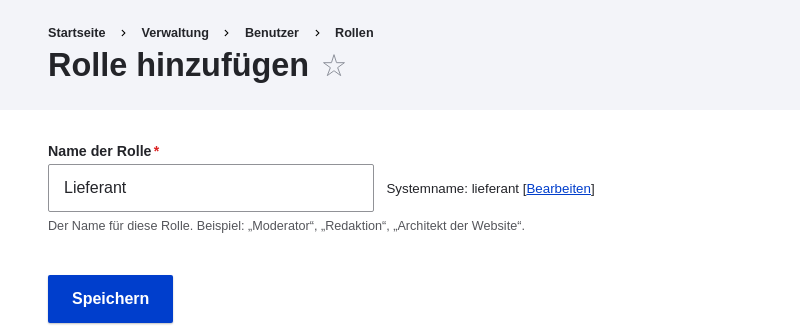 Startseite › Verwaltung › Benutzer › Rollen
Rolle hinzufügen ☆
Name der Rolle*
Lieferant
Systemname: lieferant [Bearbeiten]
Der Name für diese Rolle. Beispiel: „Moderator“, „Redaktion“, „Architekt der Website“.
Speichern